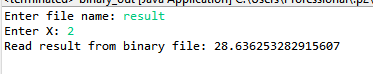 Enter file name: result
Enter X: 2
Read result from binary file: 28.636253282915607